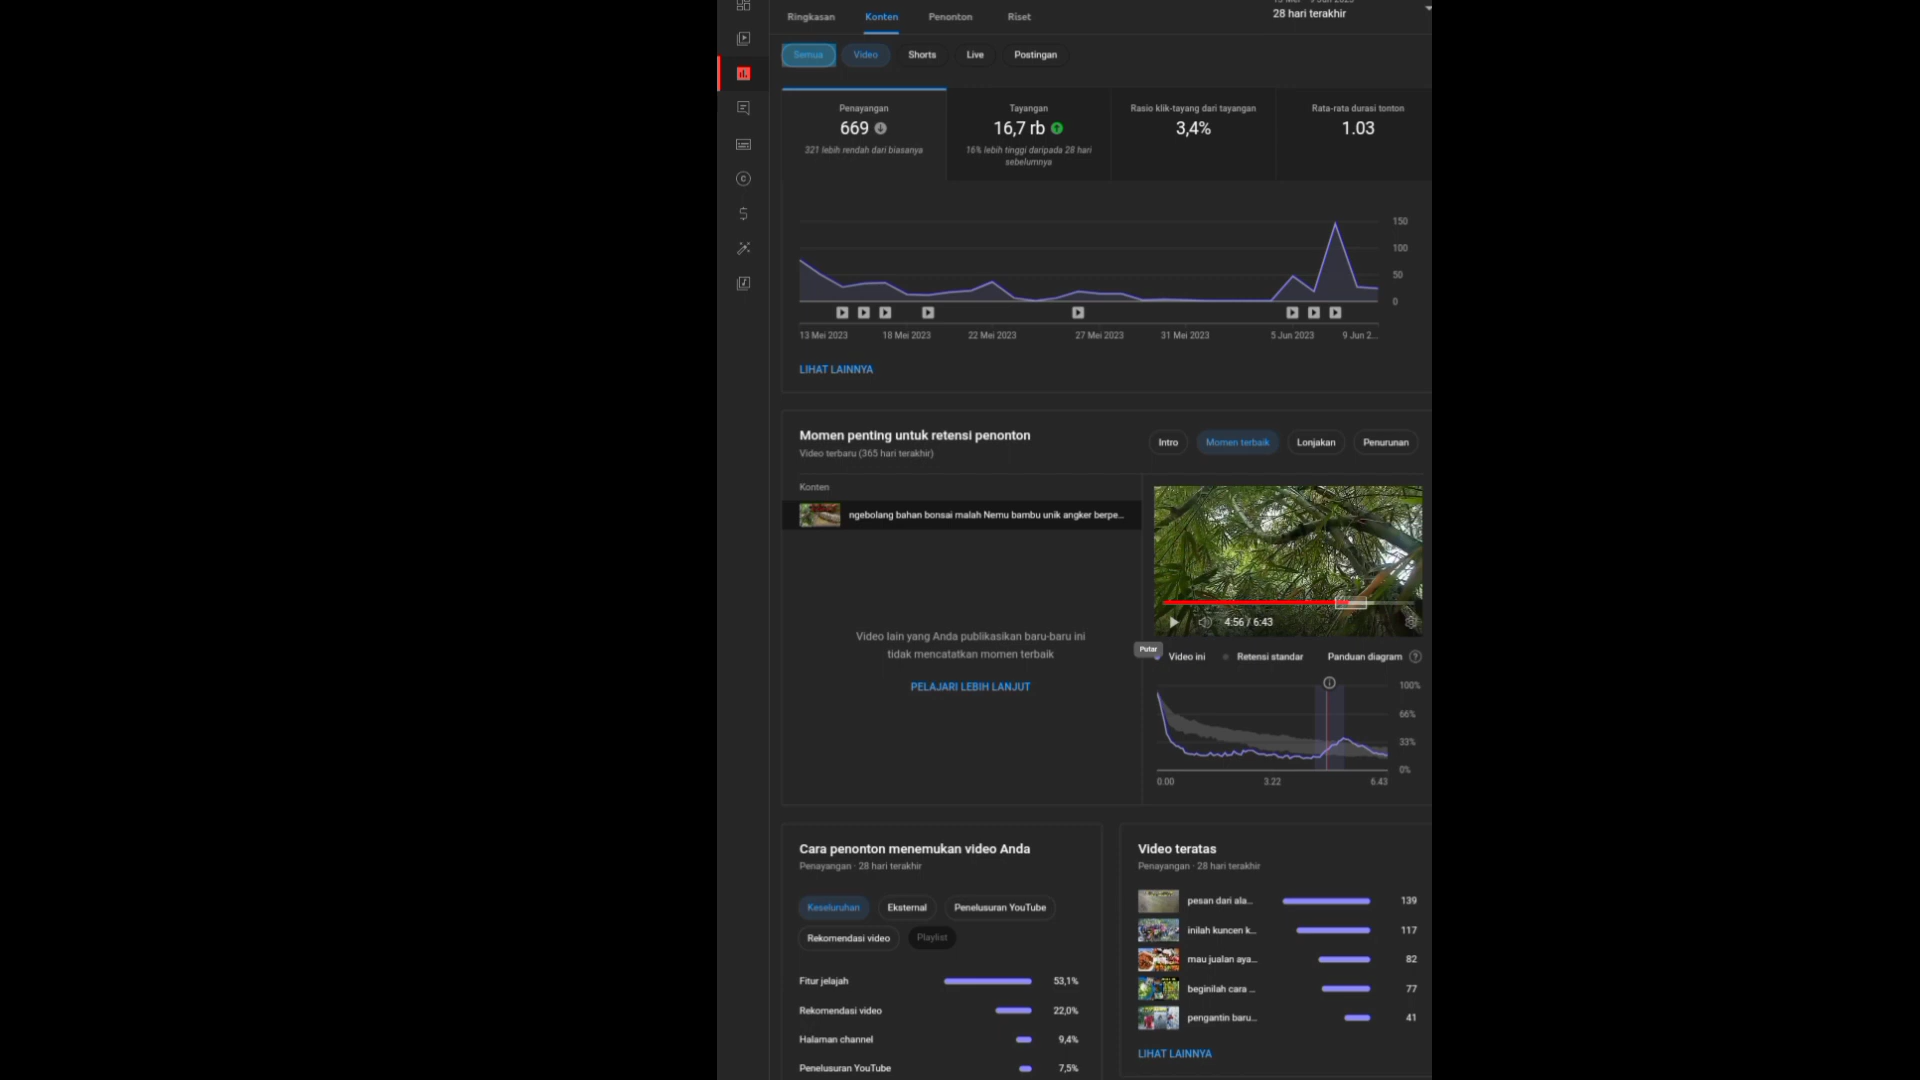 28 hari terakhir
Ringkasan
Konten
Penonton
Riset
Semua
Video
Shorts
Live
Postingan
Penayangan
669
321 lebih rendah dari biasanya
Tayangan
16,7 rb
16% lebih tinggi daripada 28 hari
sebelumnya
Rasio klik-tayang dari tayangan
3,4%
Rata-rata durasi tonton
1.03
150
100
50
0
13 Mei 2023
18 Mei 2023
22 Mei 2023
27 Mei 2023
31 Mei 2023
5 Jun 2023
9 Jun 2...
LIHAT LAINNYA
Momen penting untuk retensi penonton
Video terbaru (365 hari terakhir)
Intro
Momen terbaik
Lonjakan
Penurunan
Konten
ngebolang bahan bonsai malah Nemu bambu unik angker berpe...
Video lain yang Anda publikasikan baru-baru ini
tidak mencatatkan momen terbaik
PELAJARI LEBIH LANJUT
4:56 / 6:43
Putar
Video ini
Retensi standar
Panduan diagram
100%
66%
33%
0%
0.00
3.22
6.43
Cara penonton menemukan video Anda
Penayangan · 28 hari terakhir
Keseluruhan
Eksternal
Penelusuran YouTube
Rekomendasi video
Playlist
Fitur jelajah 53,1%
Rekomendasi video 22,0%
Halaman channel 9,4%
Penelusuran YouTube 7,5%
Video teratas
Penayangan · 28 hari terakhir
pesan dari ala... 139
inilah kuncen k... 117
mau jualan aya... 82
beginilah cara ... 77
pengantin baru... 41
LIHAT LAINNYA